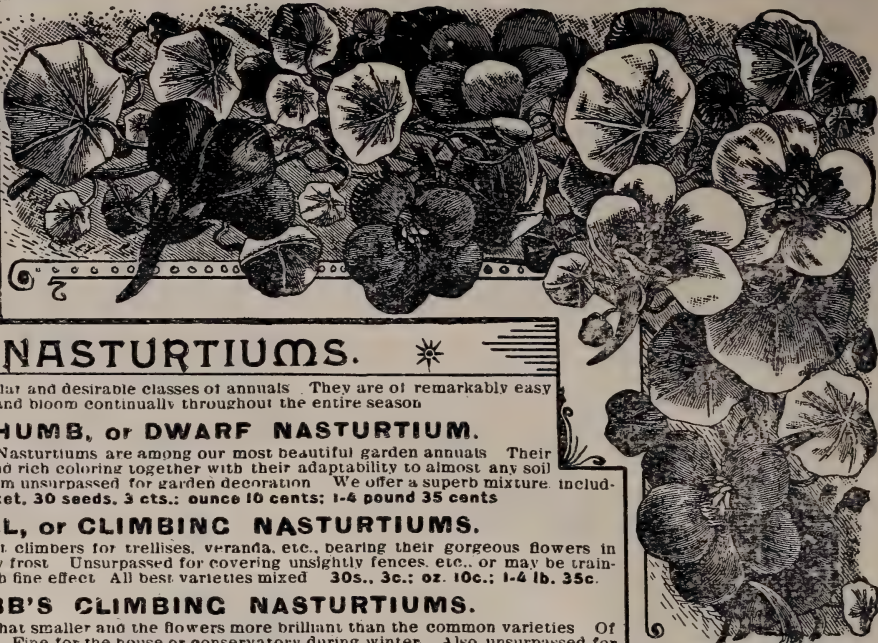 NASTURTIUMS.
lar and desirable classes of annuals They are of remarkably easy
and bloom continually throughout the entire season
HUMB, or DWARF NASTURTIUM.
Nasturtiums are among our most beautiful garden annuals Their
d rich coloring together with their adaptability to almost any soil
m unsurpassed for garden decoration We offer a superb mixture includ-
et, 30 seeds, 3 cts.; ounce 10 cents; 1-4 pound 35 cents
L, or CLIMBING NASTURTIUMS.
t climbers for trellises, veranda, etc., bearing their gorgeous flowers in
y frost Unsurpassed for covering unsightly fences, etc., or may be train-
h fine effect All best varieties mixed 30s., 3c.; oz. 10c.; 1-4 lb. 35c.
BB'S CLIMBING NASTURTIUMS.
hat smaller and the flowers more brilliant than the common varieties Of
Fine for the house or conservatory during winter Also unsurpassed for